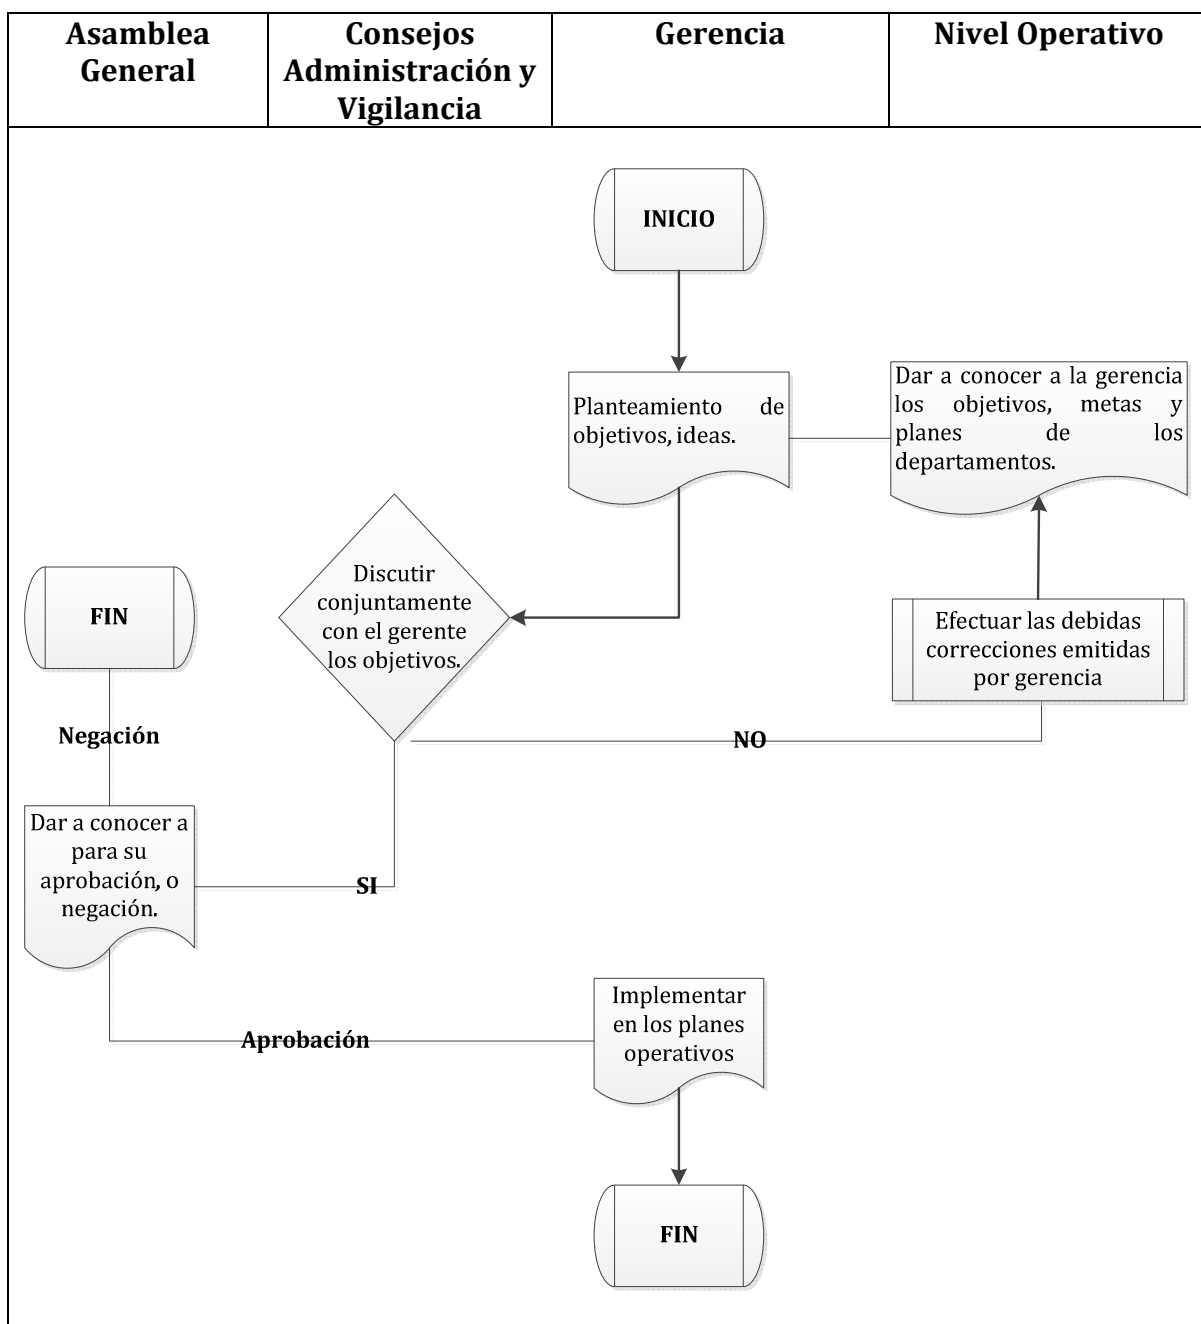 Asamblea
General
Consejos
Administración y
Vigilancia
Gerencia
Nivel Operativo
INICIO
Planteamiento de
objetivos, ideas.
Dar a conocer a la gerencia
los objetivos, metas y
planes de los
departamentos.
Discutir
conjuntamente
con el gerente
los objetivos.
FIN
Efectuar las debidas
correcciones emitidas
por gerencia
Negación
NO
Dar a conocer a
para su
aprobación, o
negación.
SI
Implementar
en los planes
operativos
Aprobación
FIN